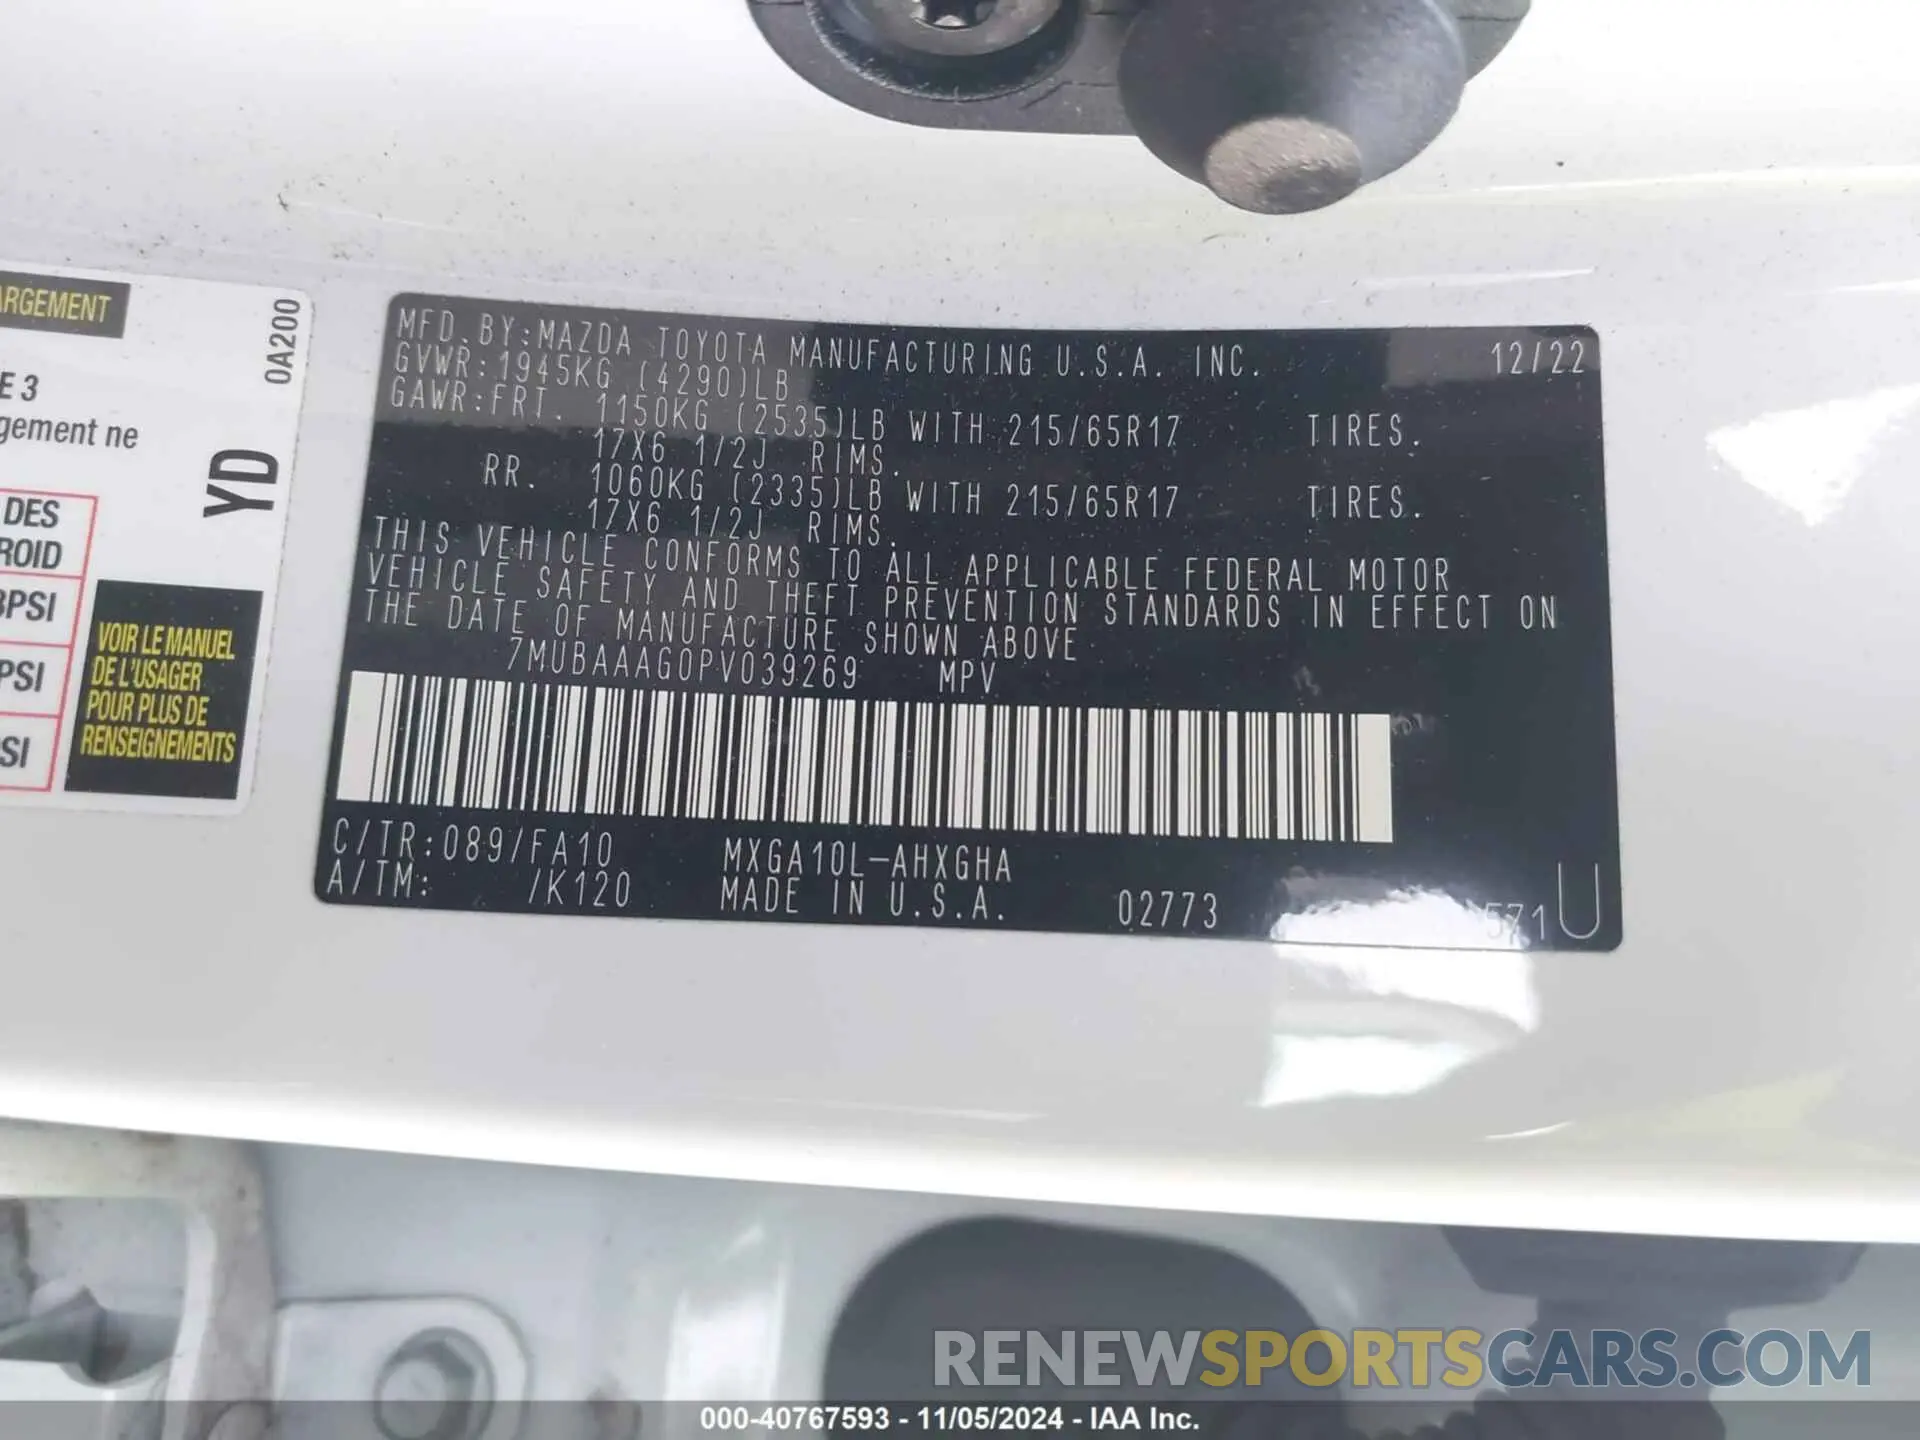 MFD.BY:MAZDA TOYOTA MANUFACTURING U.S.A. INC. 12/22
GVWR:1945KG (4290)LB
GAWR:FRT. 1150KG (2535)LB WITH 215/65R17 TIRES.
17X6 1/2J RIMS.
RR. 1060KG (2335)LB WITH 215/65R17 TIRES.
17X6 1/2J RIMS.
THIS VEHICLE CONFORMS TO ALL APPLICABLE FEDERAL MOTOR
VEHICLE SAFETY AND THEFT PREVENTION STANDARDS IN EFFECT ON
THE DATE OF MANUFACTURE SHOWN ABOVE
7MUBAAAG0PV039269 MPV
C/TR:089/FA10 MXGA10L-AHXGHA
A/TM: /K120 MADE IN U.S.A. 02773 571U
ARGEMENT
E 3
gement ne
DES
ROID
PSI
PSI
SI
0A200
YD
VOIR LE MANUEL
DE L'USAGER
POUR PLUS DE
RENSEIGNEMENTS
RENEWSPORTSCARS.COM
000-40767593 - 11/05/2024 - IAA Inc.